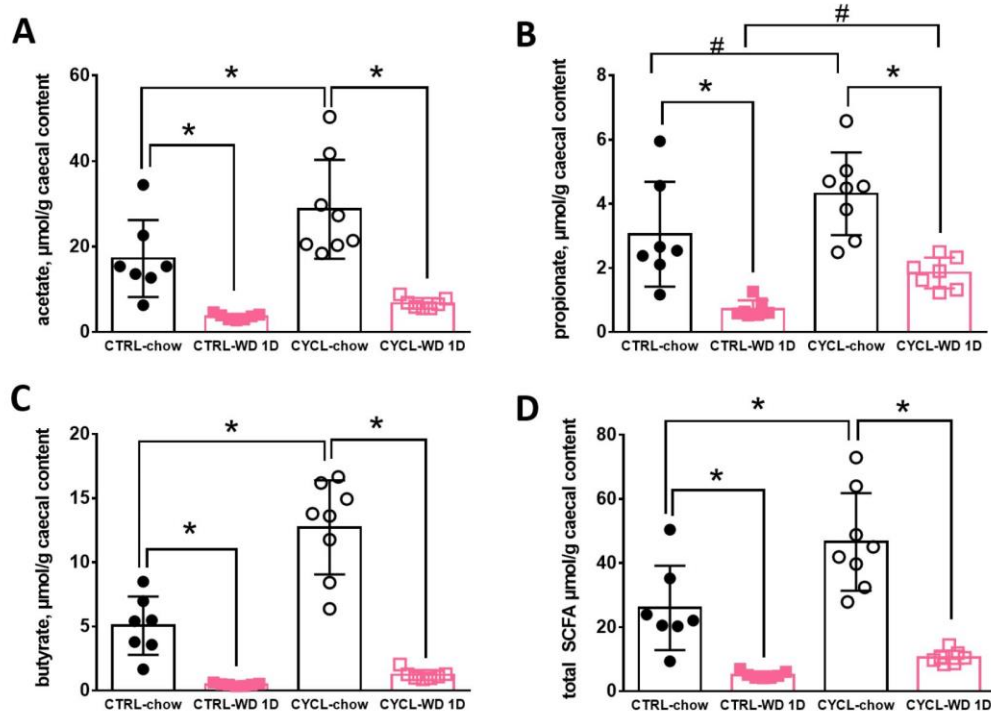 A
acetate, µmol/g caecal content
60
40
20
0
* * *
CTRL-chow CTRL-WD 1D CYCL-chow CYCL-WD 1D
B
propionate, µmol/g caecal content
8
6
4
2
0
# # * *
CTRL-chow CTRL-WD 1D CYCL-chow CYCL-WD 1D
C
butyrate, µmol/g caecal content
20
15
10
5
0
* * *
CTRL-chow CTRL-WD 1D CYCL-chow CYCL-WD 1D
D
total SCFA µmol/g caecal content
80
60
40
20
0
* * *
CTRL-chow CTRL-WD 1D CYCL-chow CYCL-WD 1D